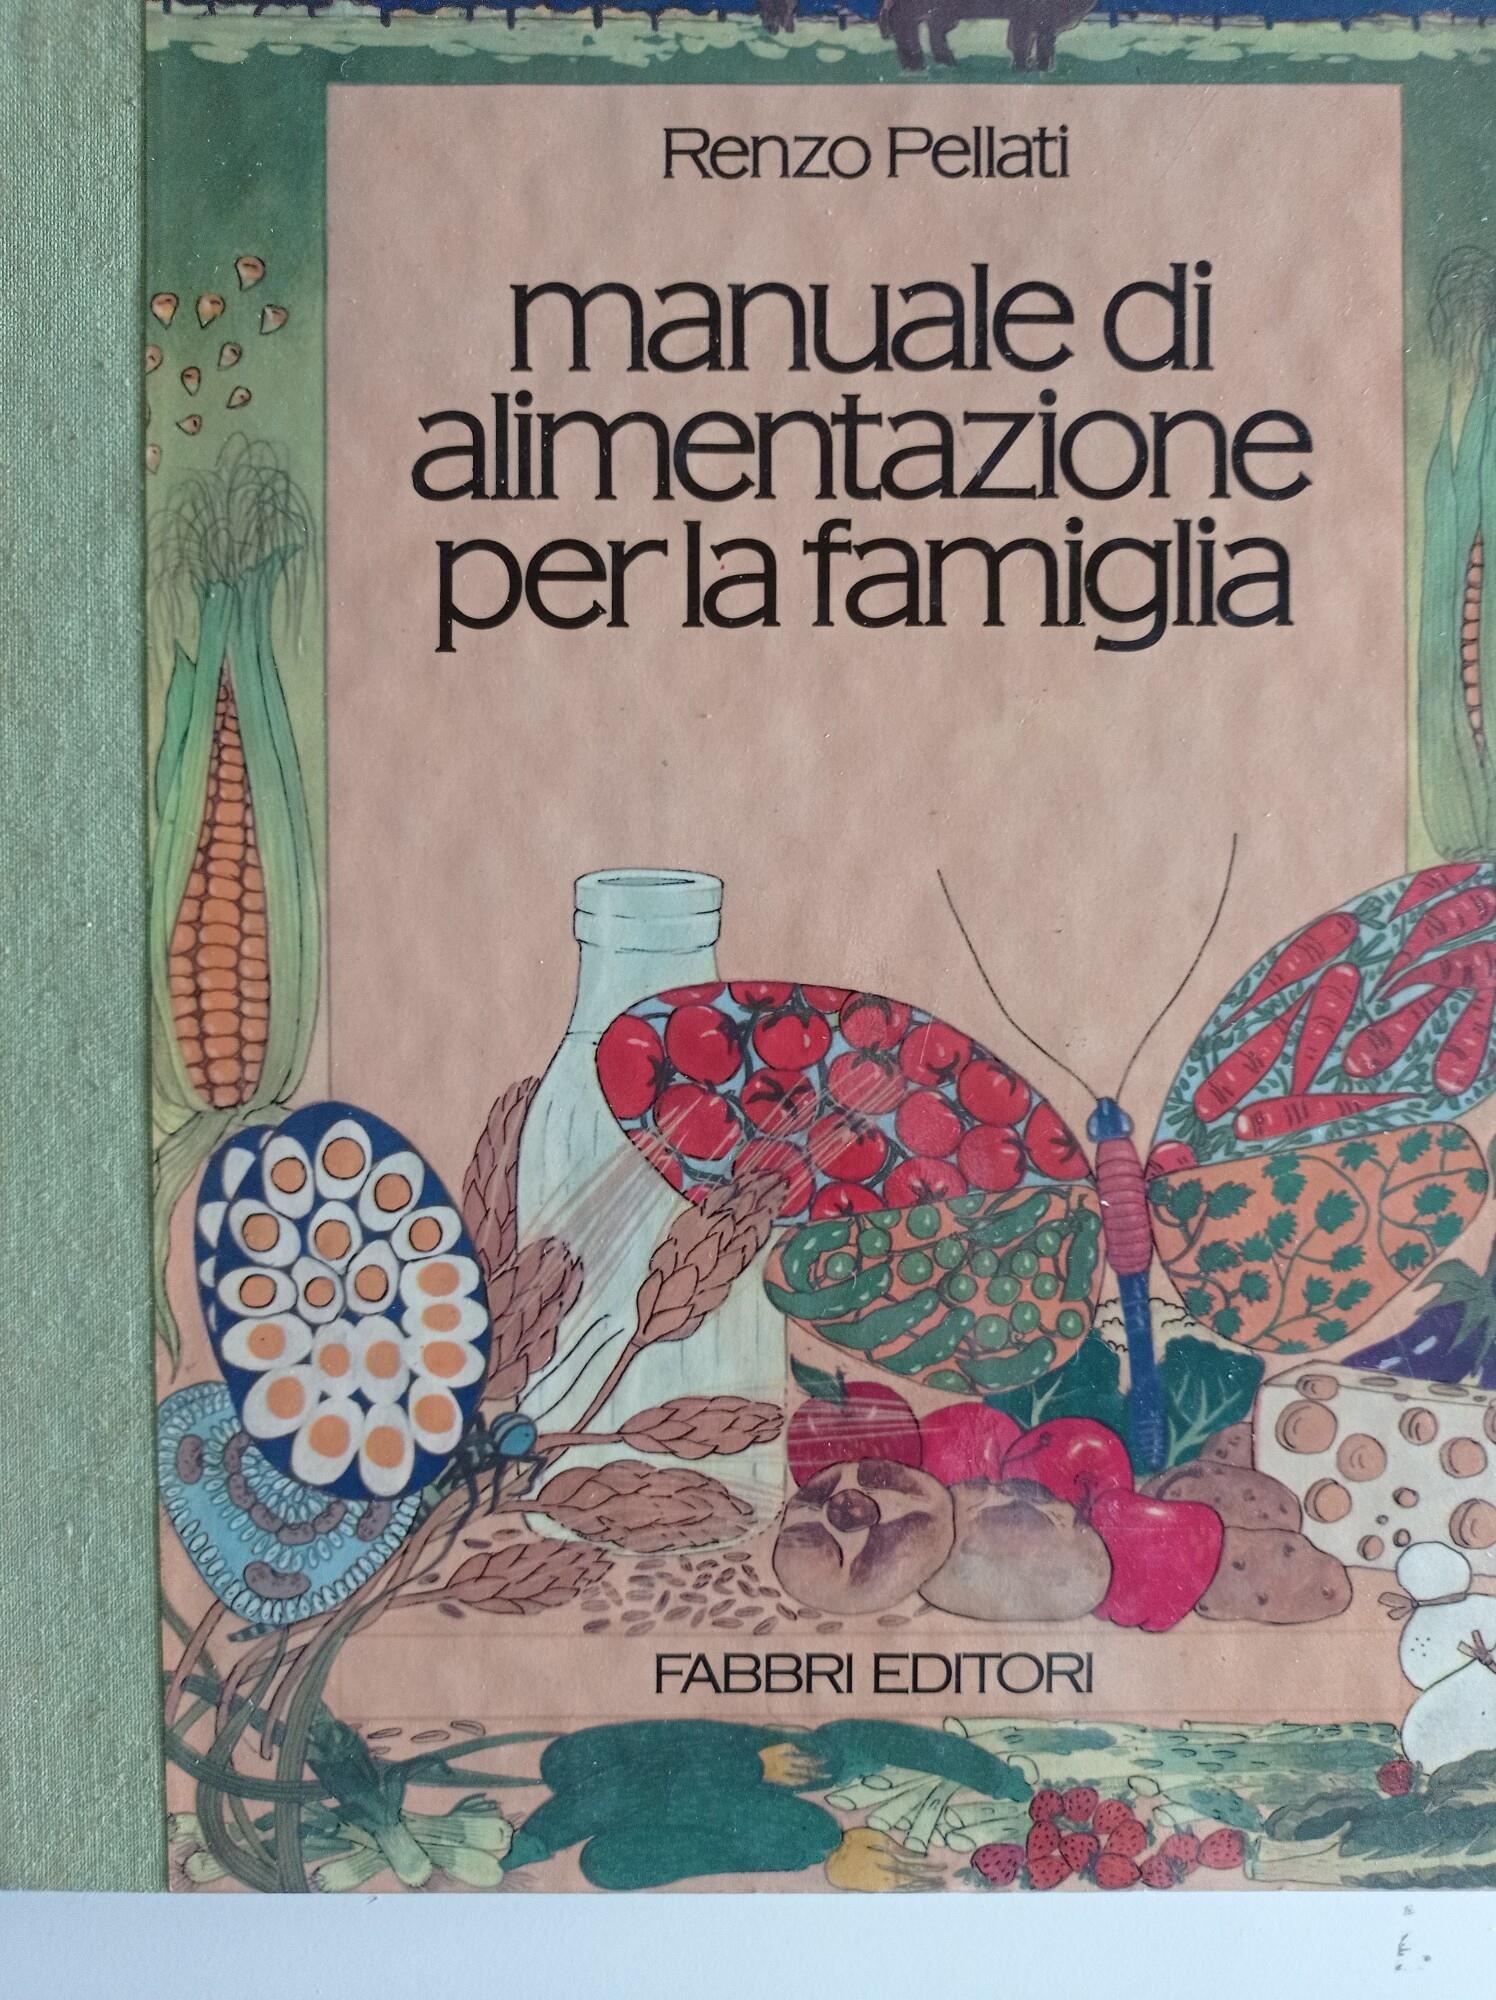 Renzo Pellati
manuale di
alimentazione
per la famiglia
FABBRI EDITORI